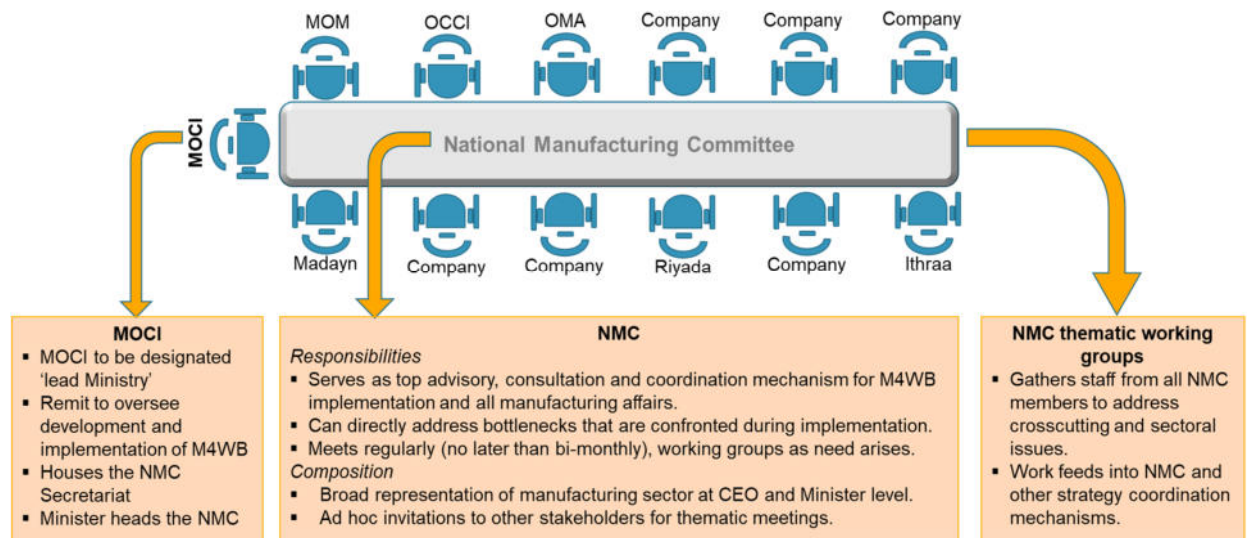 MOM OCCI OMA Company Company Company
MOCI
National Manufacturing Committee
Madayn Company Company Riyada Company Ithraa
MOCI
▪ MOCI to be designated
‘lead Ministry’
▪ Remit to oversee
development and
implementation of M4WB
▪ Houses the NMC
Secretariat
▪ Minister heads the NMC
NMC
Responsibilities
▪ Serves as top advisory, consultation and coordination mechanism for M4WB
implementation and all manufacturing affairs.
▪ Can directly address bottlenecks that are confronted during implementation.
▪ Meets regularly (no later than bi-monthly), working groups as need arises.
Composition
▪ Broad representation of manufacturing sector at CEO and Minister level.
▪ Ad hoc invitations to other stakeholders for thematic meetings.
NMC thematic working
groups
▪ Gathers staff from all NMC
members to address
crosscutting and sectoral
issues.
▪ Work feeds into NMC and
other strategy coordination
mechanisms.